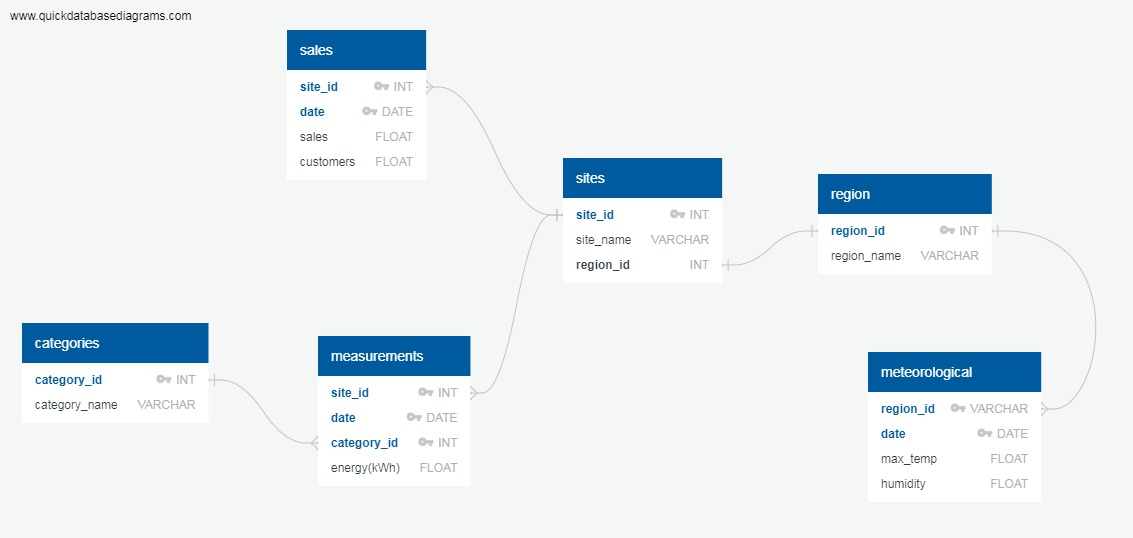 www.quickdatabasediagrams.com
sales
site_id INT
date DATE
sales FLOAT
customers FLOAT
sites
site_id INT
site_name VARCHAR
region_id INT
region
region_id INT
region_name VARCHAR
categories
category_id INT
category_name VARCHAR
measurements
site_id INT
date DATE
category_id INT
energy(kWh) FLOAT
meteorological
region_id VARCHAR
date DATE
max_temp FLOAT
humidity FLOAT